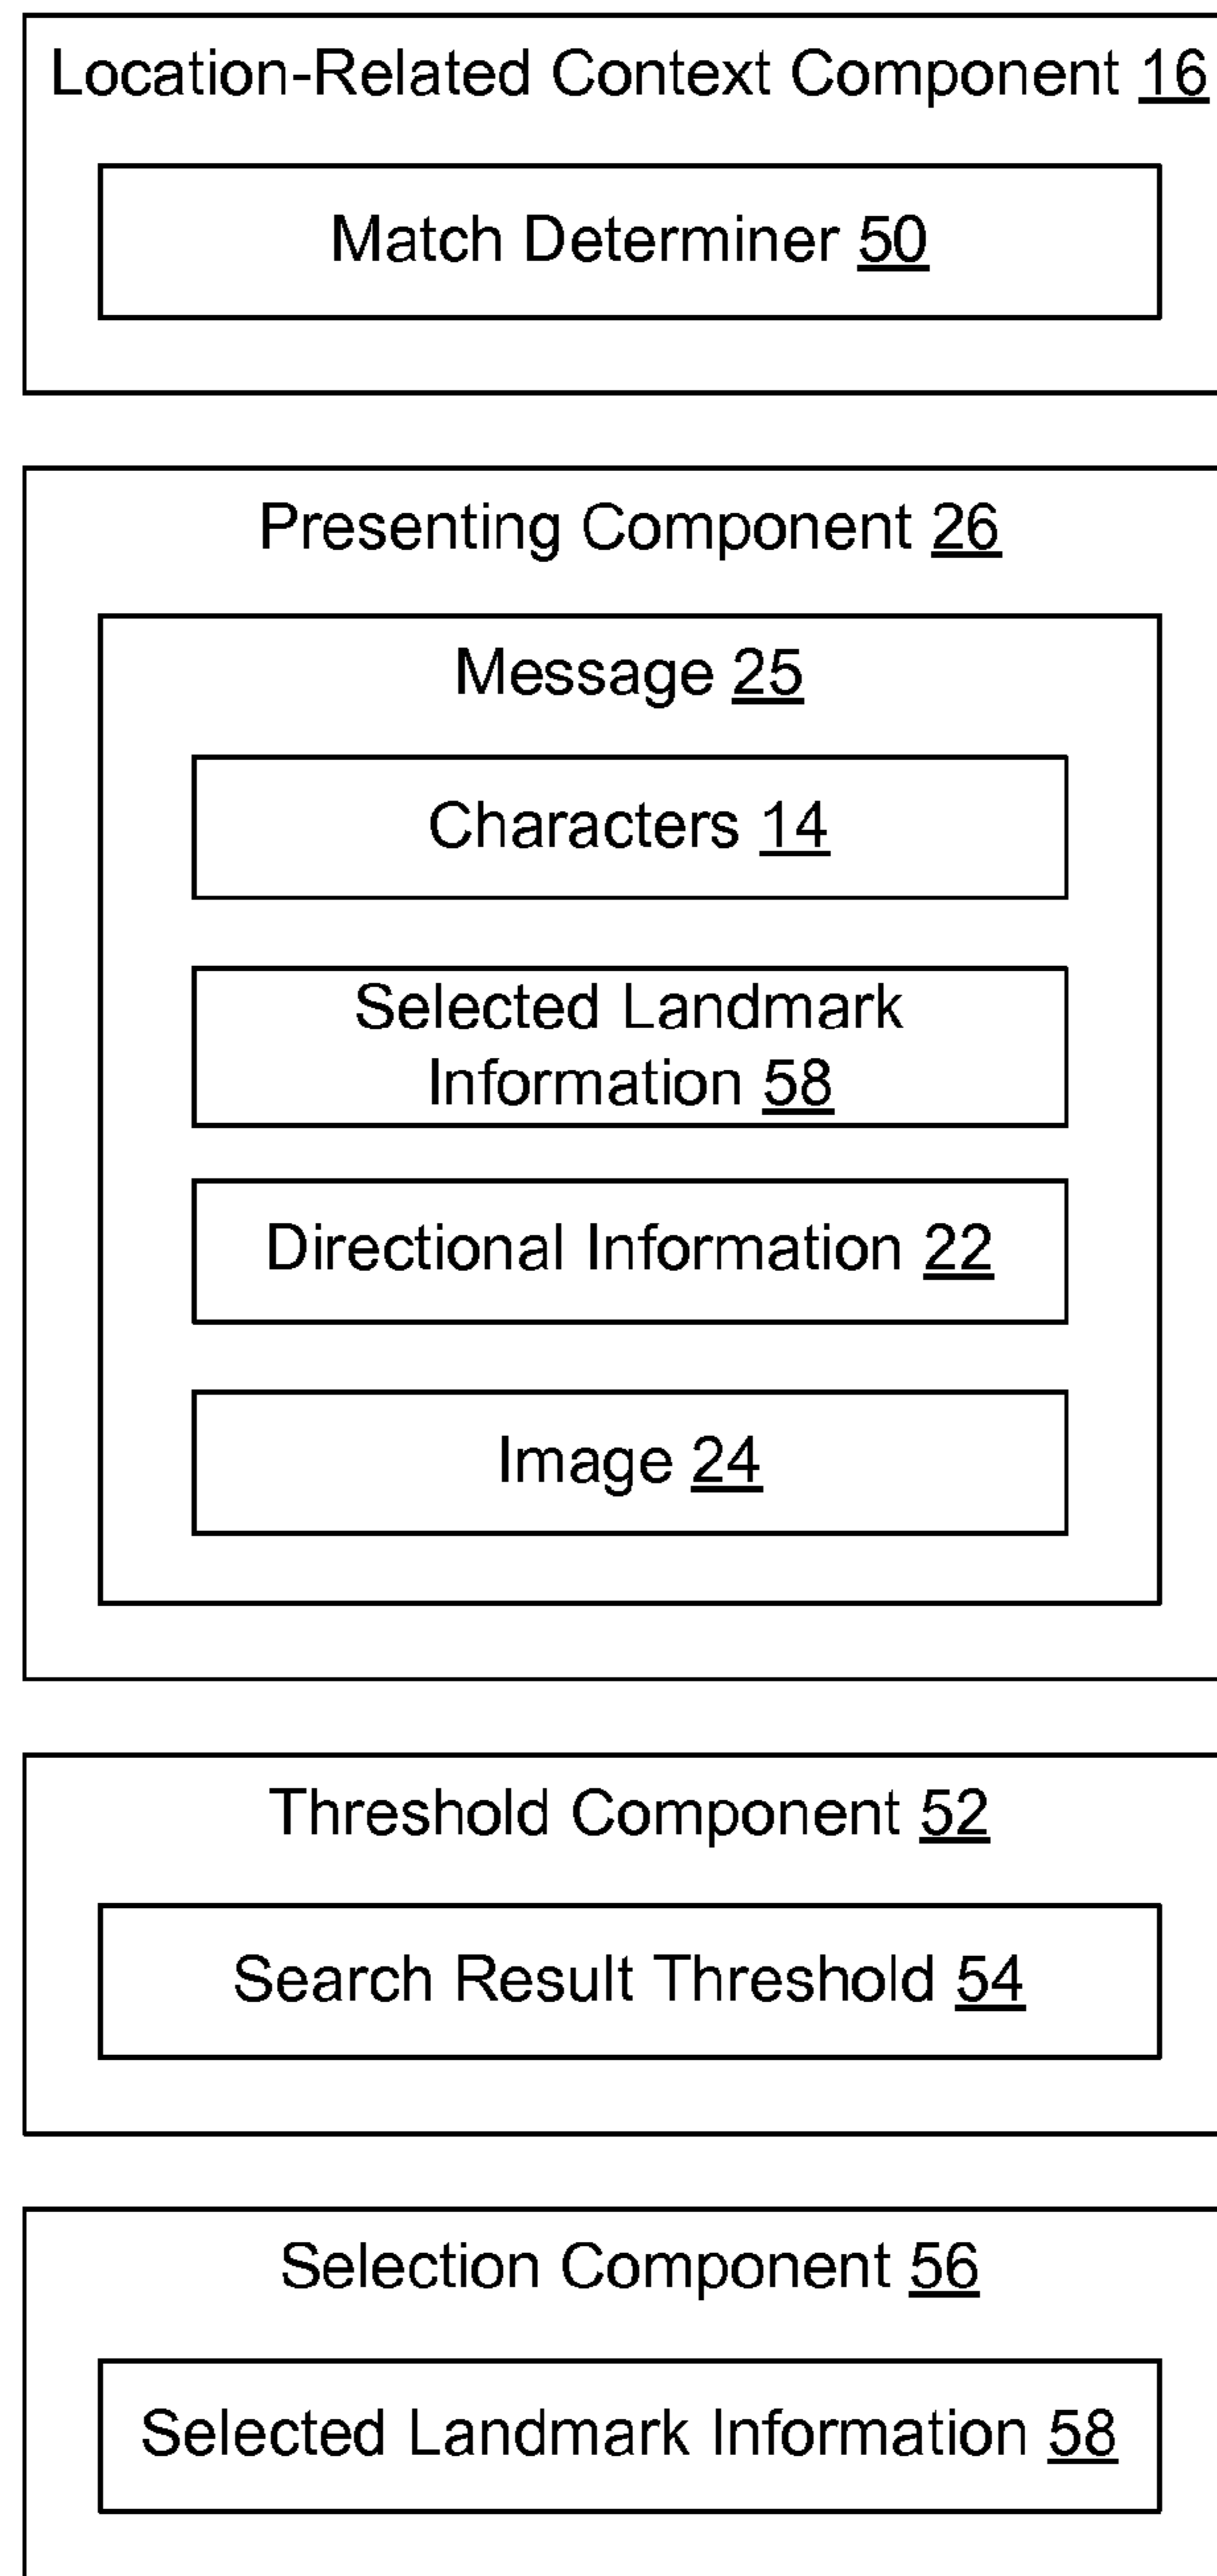 Location-Related Context Component 16
Match Determiner 50
Presenting Component 26
Message 25
Characters 14
Selected Landmark
Information 58
Directional Information 22
Image 24
Threshold Component 52
Search Result Threshold 54
Selection Component 56
Selected Landmark Information 58